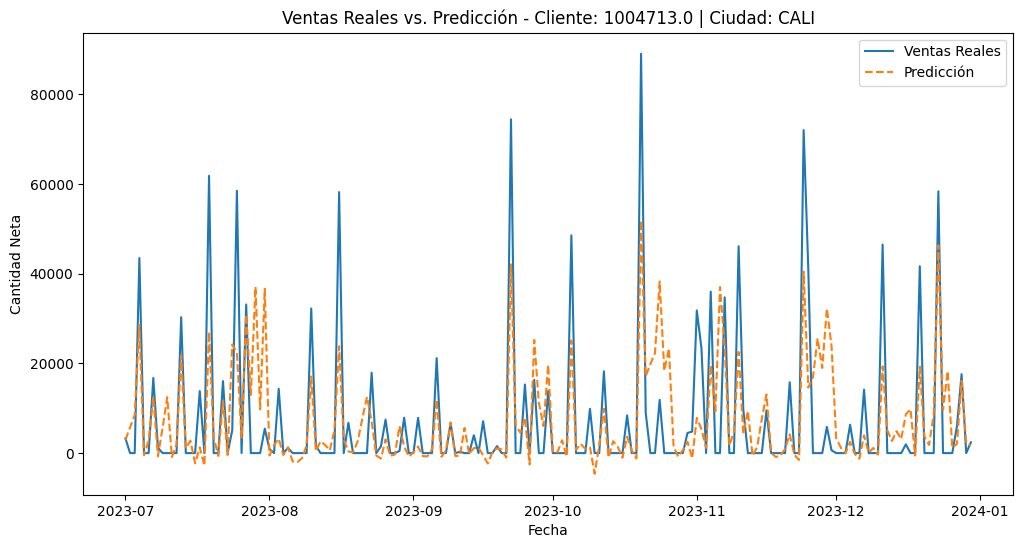 Ventas Reales vs. Predicción - Cliente: 1004713.0 | Ciudad: CALI
Ventas Reales
Predicción
Cantidad Neta
80000
60000
40000
20000
0
2023-07
2023-08
2023-09
2023-10
2023-11
2023-12
2024-01
Fecha